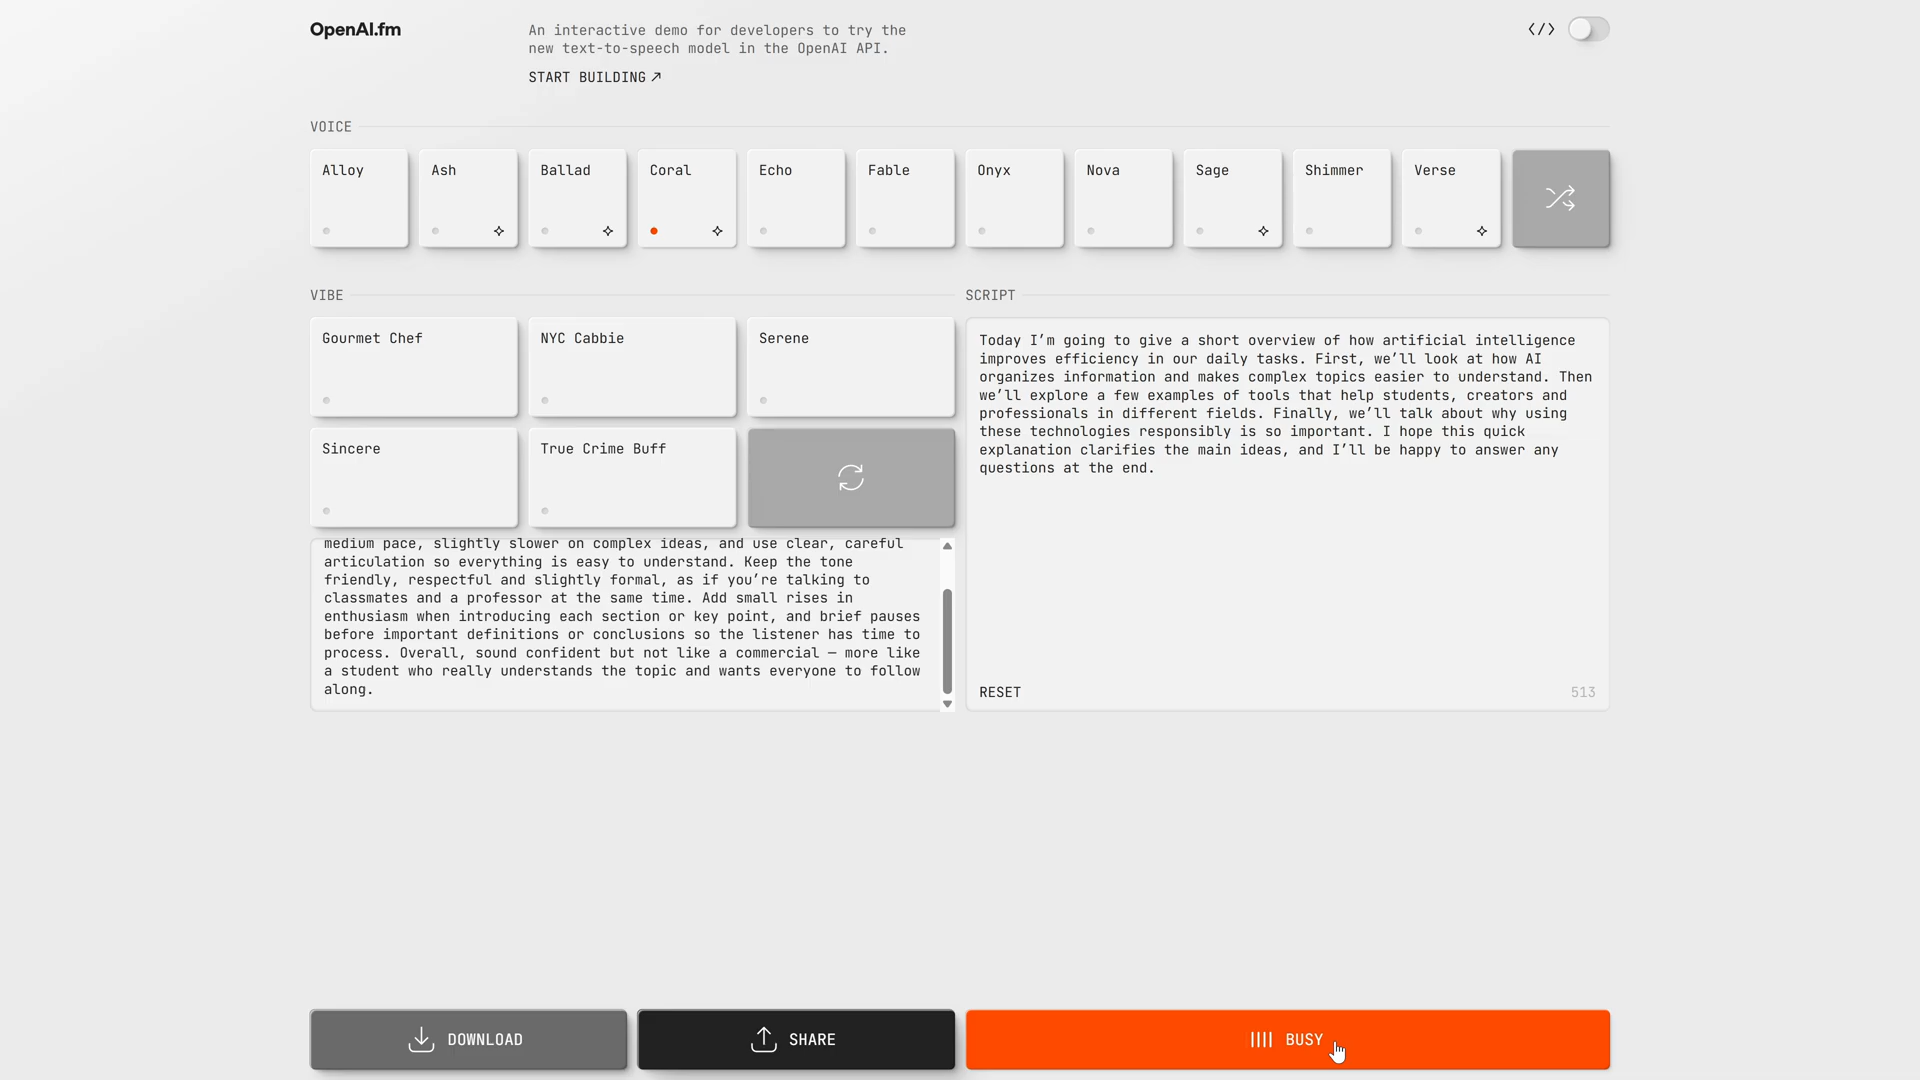 OpenAI.fm
An interactive demo for developers to try the
new text-to-speech model in the OpenAI API.
START BUILDING
VOICE
Alloy
Ash
Ballad
Coral
Echo
Fable
Onyx
Nova
Sage
Shimmer
Verse
VIBE
Gourmet Chef
NYC Cabbie
Serene
Sincere
True Crime Buff
medium pace, slightly slower on complex ideas, and use clear, careful
articulation so everything is easy to understand. Keep the tone
friendly, respectful and slightly formal, as if you’re talking to
classmates and a professor at the same time. Add small rises in
enthusiasm when introducing each section or key point, and brief pauses
before important definitions or conclusions so the listener has time to
process. Overall, sound confident but not like a commercial — more like
a student who really understands the topic and wants everyone to follow
along.
SCRIPT
Today I’m going to give a short overview of how artificial intelligence
improves efficiency in our daily tasks. First, we’ll look at how AI
organizes information and makes complex topics easier to understand. Then
we’ll explore a few examples of tools that help students, creators and
professionals in different fields. Finally, we’ll talk about why using
these technologies responsibly is so important. I hope this quick
explanation clarifies the main ideas, and I’ll be happy to answer any
questions at the end.
RESET
513
DOWNLOAD
SHARE
BUSY